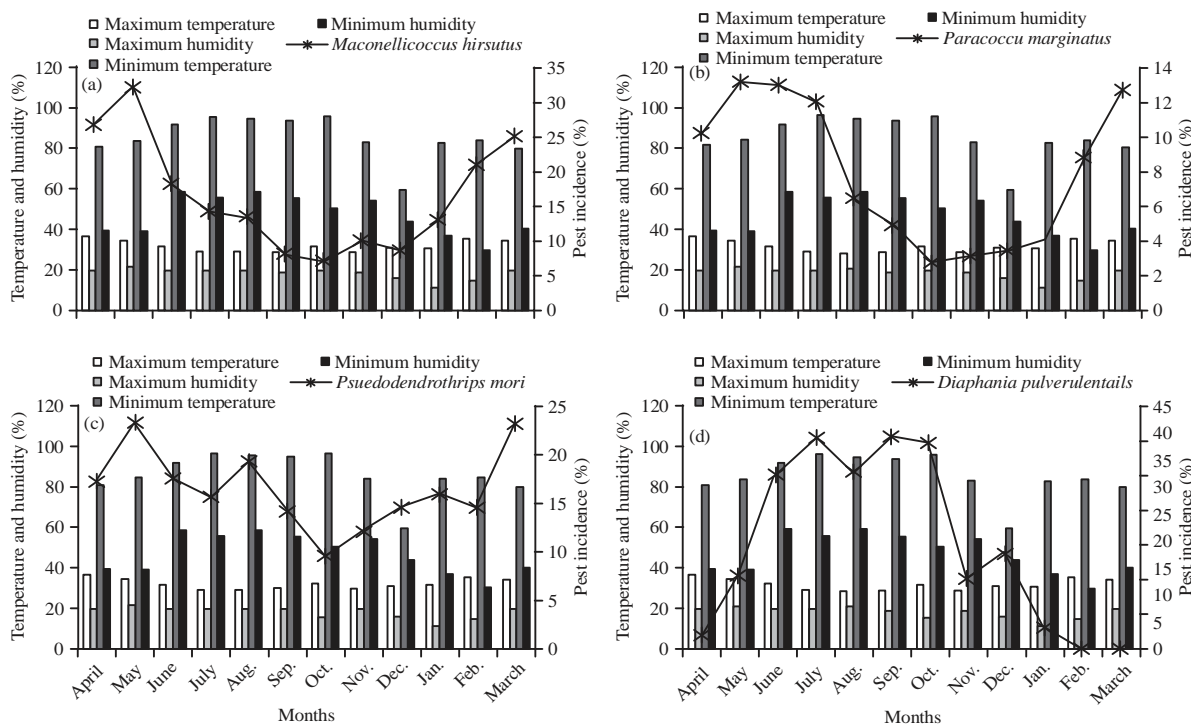 Maximum temperature
Minimum humidity
Maximum humidity
Maconellicoccus hirsutus
Minimum temperature
(a)
Temperature and humidity (%)
120
100
80
60
40
20
0
35
30
25
20
15
10
5
0
Pest incidence (%)
Maximum temperature
Minimum humidity
Maximum humidity
Paracoccu marginatus
Minimum temperature
(b)
Temperature and humidity (%)
120
100
80
60
40
20
0
14
12
10
8
6
4
2
0
Pest incidence (%)
Maximum temperature
Minimum humidity
Maximum humidity
Psuedodendrothrips mori
Minimum temperature
(c)
Temperature and humidity (%)
120
100
80
60
40
20
0
25
20
15
10
5
0
Pest incidence (%)
April
May
June
July
Aug.
Sep.
Oct.
Nov.
Dec.
Jan.
Feb.
March
Months
Maximum temperature
Minimum humidity
Maximum humidity
Diaphania pulverulentails
Minimum temperature
(d)
Temperature and humidity (%)
120
100
80
60
40
20
0
45
40
35
30
25
20
15
10
5
0
Pest incidence (%)
April
May
June
July
Aug.
Sep.
Oct.
Nov.
Dec.
Jan.
Feb.
March
Months